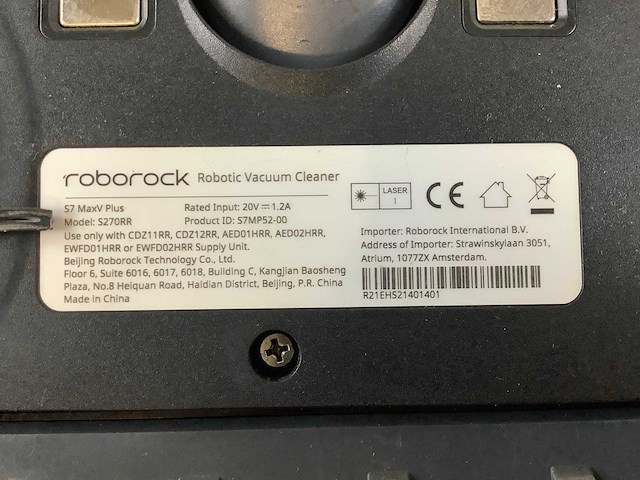 roborock Robotic Vacuum Cleaner
S7 MaxV Plus Rated Input: 20V⎓1.2A
Model: S270RR Product ID: S7MP52-00
Use only with CDZ11RR, CDZ12RR, AED01HRR, AED02HRR,
EWFD01HRR or EWFD02HRR Supply Unit.
Beijing Roborock Technology Co., Ltd.
Floor 6, Suite 6016, 6017, 6018, Building C, Kangjian Baosheng
Plaza, No.8 Heiquan Road, Haidian District, Beijing, P.R. China
Made in China
LASER
1
CE
Importer: Roborock International B.V.
Address of Importer: Strawinskylaan 3051,
Atrium, 1077ZX Amsterdam.
R21EHS21401401